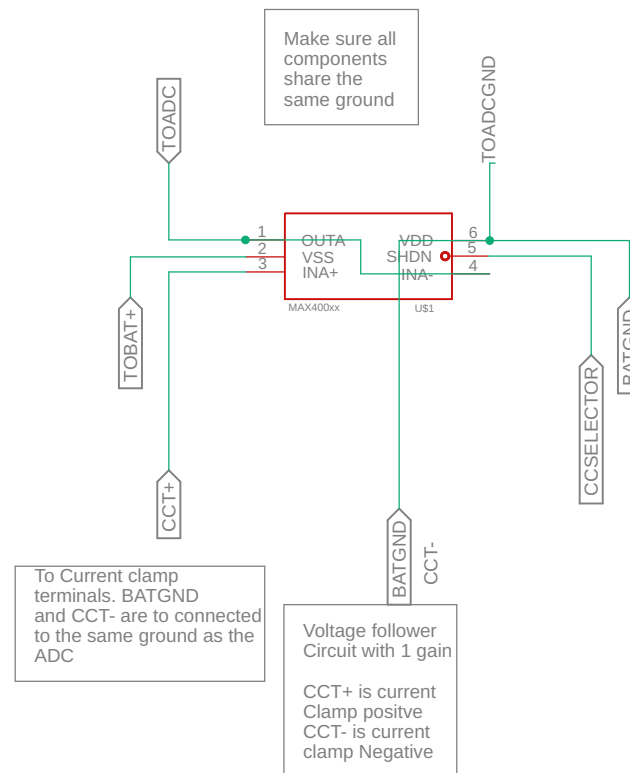 Make sure all
components
share the
same ground
TOADC
TOADCGND
1
OUTA
VDD
6
2
VSS
SHDN
5
3
INA+
INA-
4
MAX400xx
U$1
TOBAT+
BATGND
CCSELECTOR
CCT+
BATGND
CCT-
To Current clamp
terminals. BATGND
and CCT- are to connected
to the same ground as the
ADC
Voltage follower
Circuit with 1 gain
CCT+ is current
Clamp positve
CCT- is current
clamp Negative